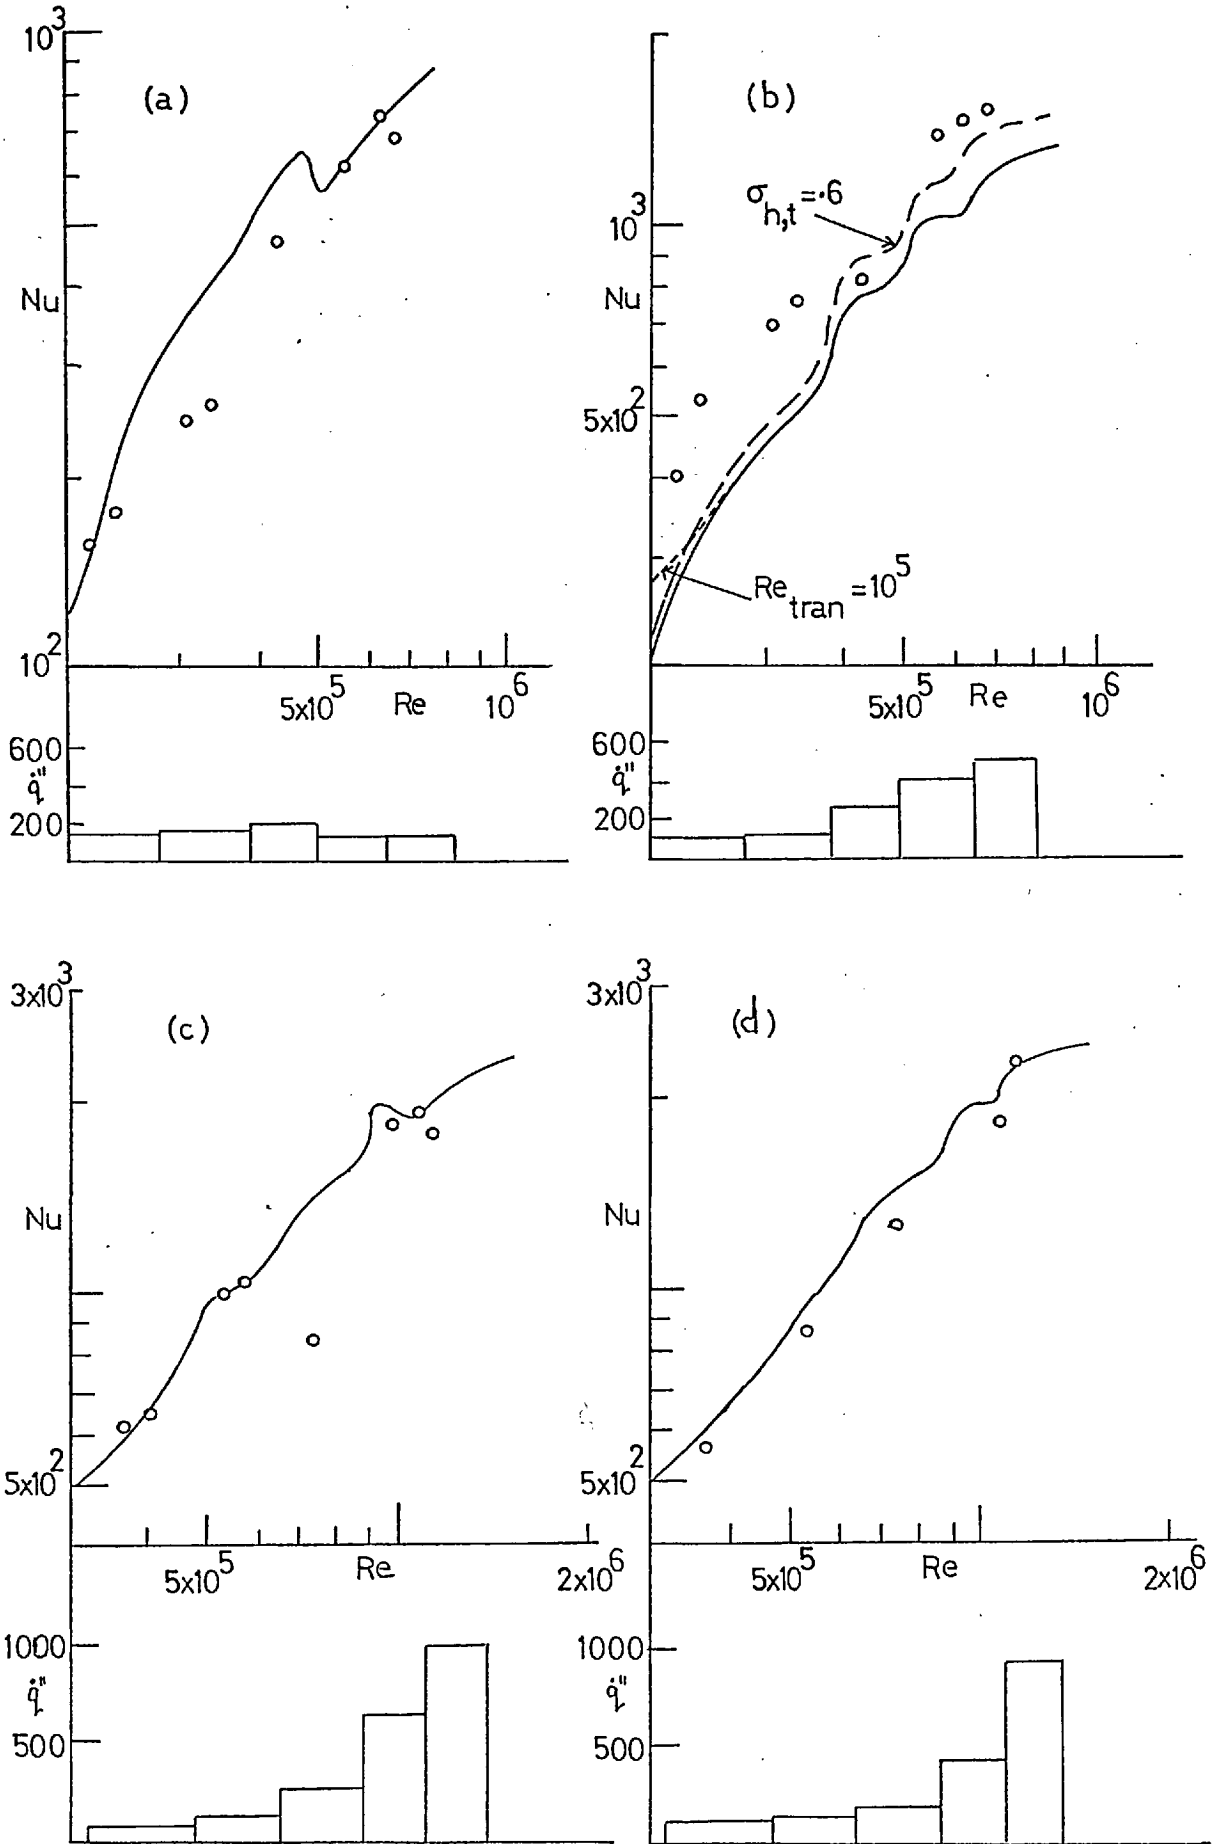 10³
(a)
Nu
10²
5x10⁵ Re 10⁶
600
q̇"
200
(b)
σh,t=.6
10³
Nu
5x10²
Retran=10⁵
5x10⁵ Re 10⁶
600
q̇"
200
3x10³
(c)
Nu
5x10²
5x10⁵ Re 2x10⁶
1000
q̇"
500
3x10³
(d)
Nu
5x10²
5x10⁵ Re 2x10⁶
1000
q̇"
500